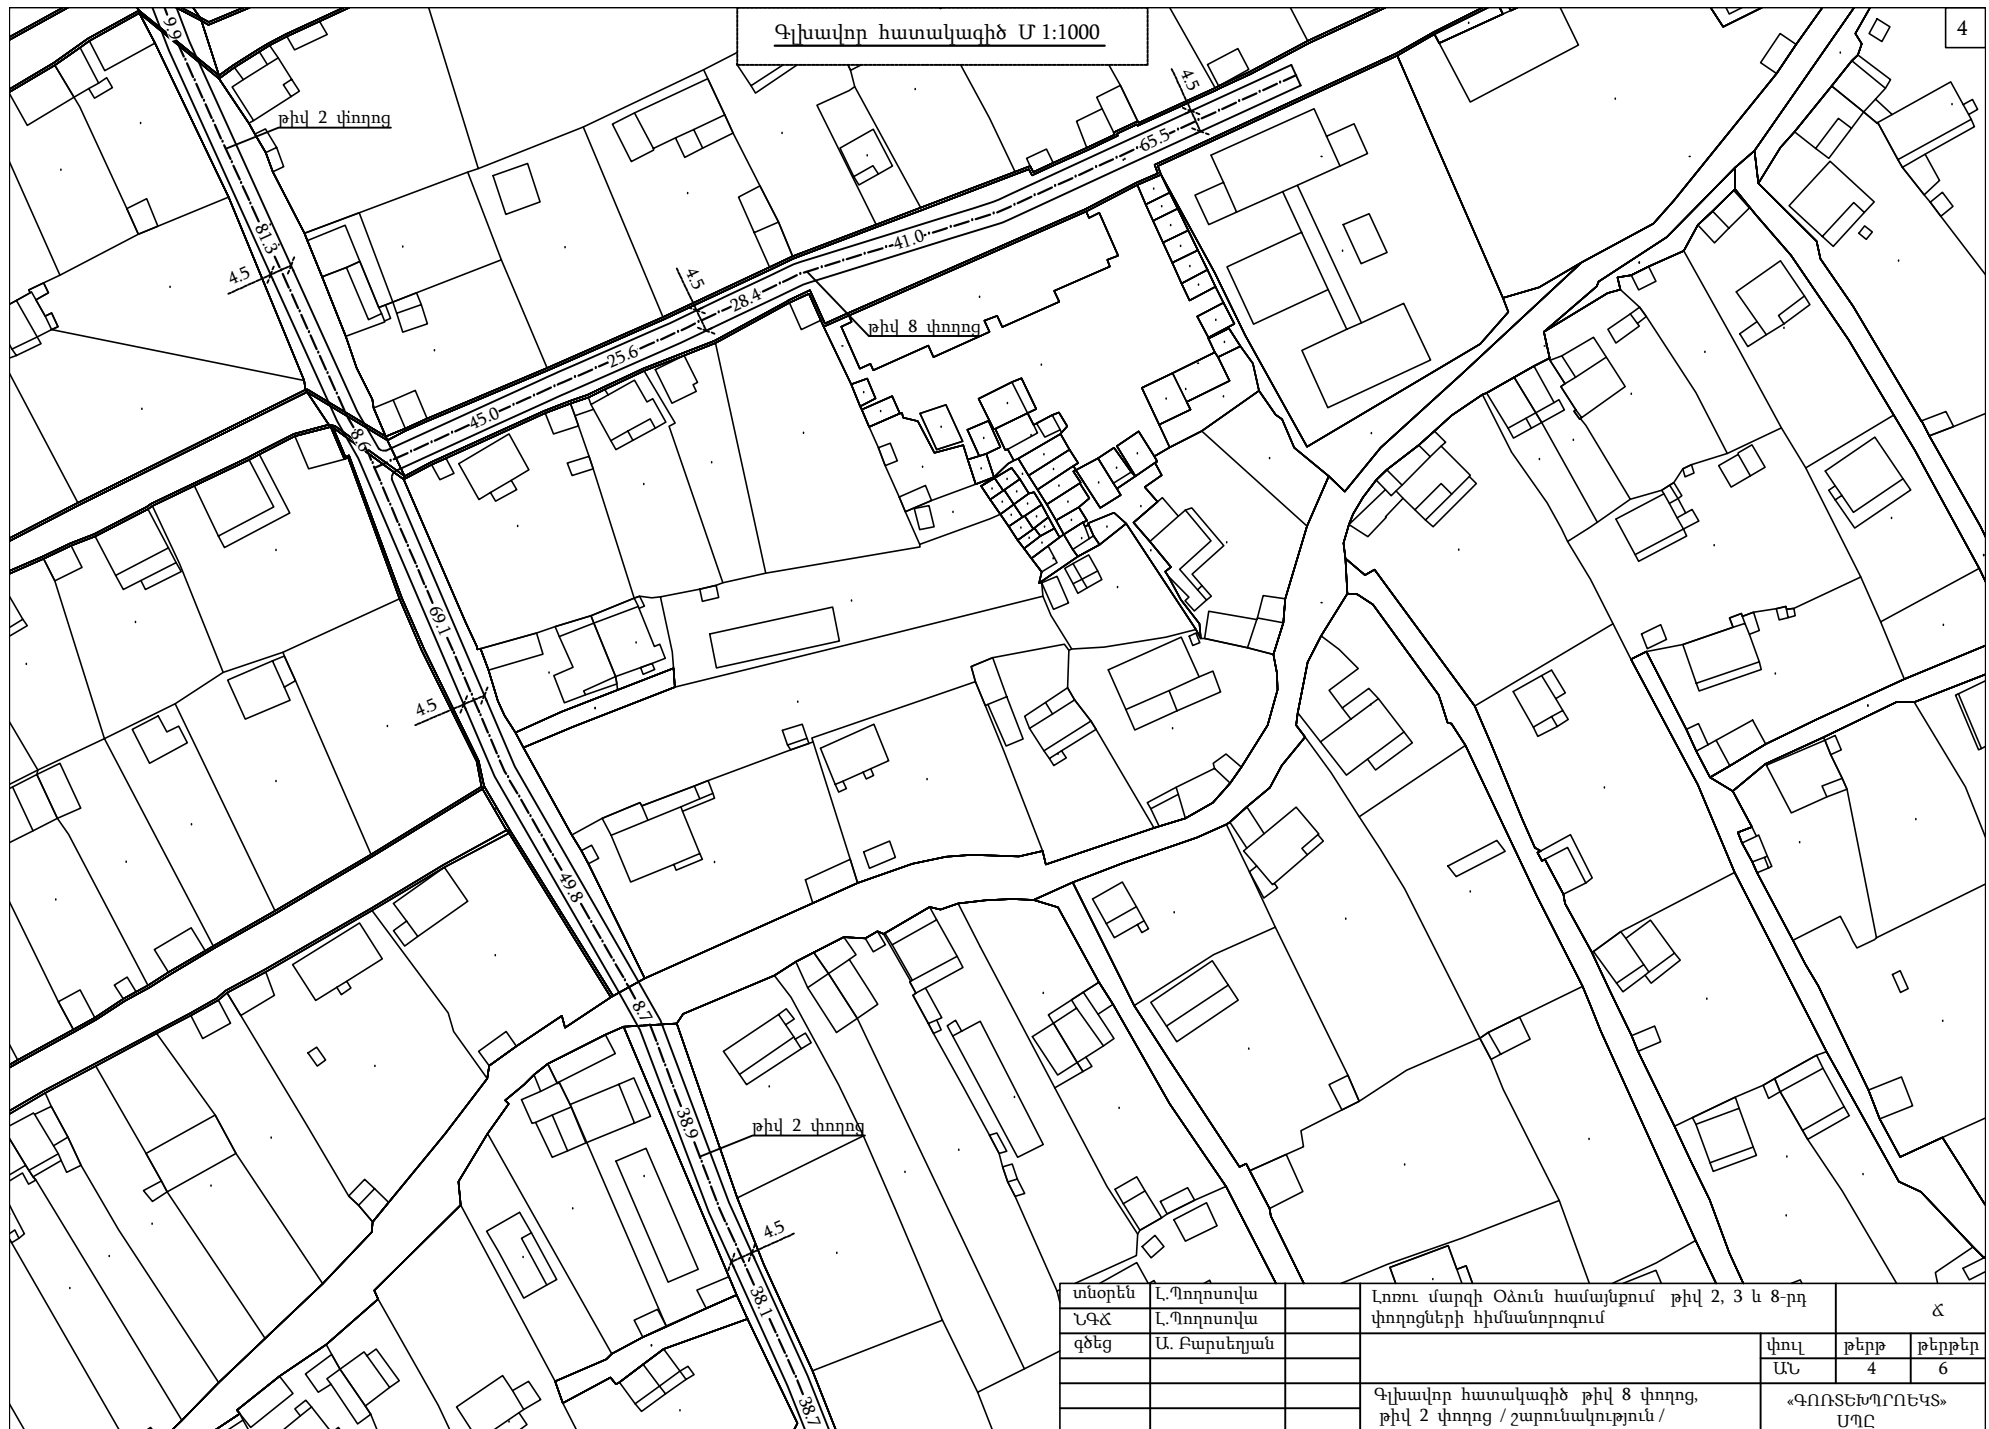 Գլխավոր հատակագիծ Մ 1:1000
4
9.9
թիվ 2 փողոց
81.3
4.5
4.5
65.5
41.0
4.5
28.4
թիվ 8 փողոց
25.6
45.0
8.6
69.1
4.5
49.8
8.7
38.9
թիվ 2 փողոց
4.5
38.1
38.7
տնօրեն Լ.Պողոսովա
ՆԳՃ Լ.Պողոսովա
գծեց Ա. Բարսեղյան
Լոռու մարզի Օձուն համայնքում թիվ 2, 3 և 8-րդ
փողոցների հիմնանորոգում
Ճ
փուլ թերթ թերթեր
ԱՆ 4 6
Գլխավոր հատակագիծ թիվ 8 փողոց,
թիվ 2 փողոց / շարունակություն /
«ԳՈՌՏԵԽՊՐՈԵԿՏ»
ՍՊԸ